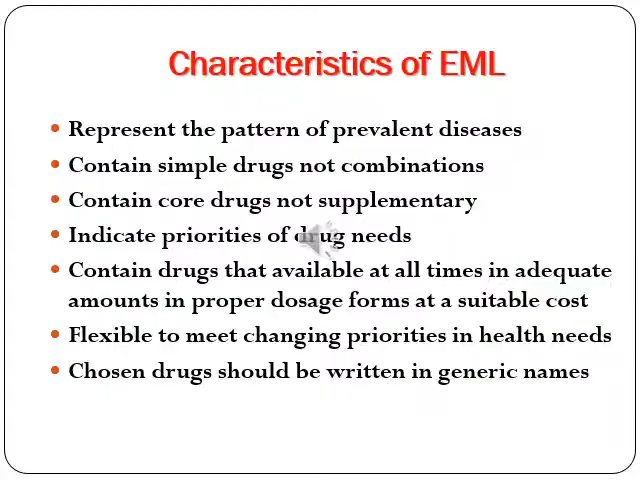 Characteristics of EML
• Represent the pattern of prevalent diseases
• Contain simple drugs not combinations
• Contain core drugs not supplementary
• Indicate priorities of drug needs
• Contain drugs that available at all times in adequate
amounts in proper dosage forms at a suitable cost
• Flexible to meet changing priorities in health needs
• Chosen drugs should be written in generic names